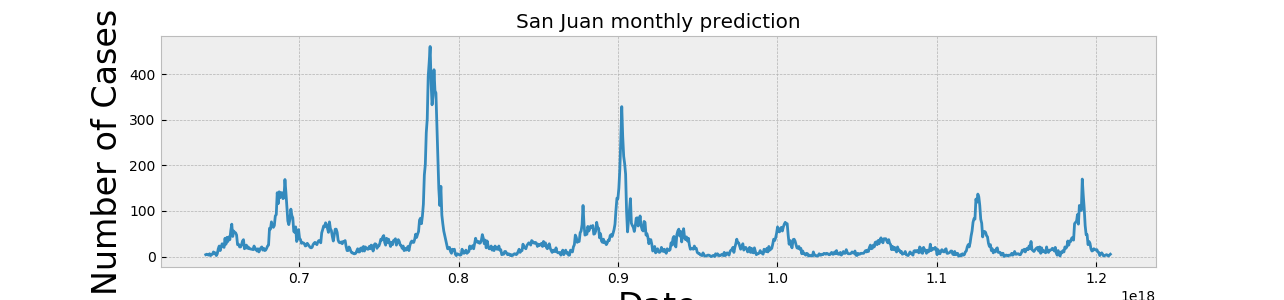 San Juan monthly prediction
Number of Cases
400
300
200
100
0
0.7 0.8 0.9 1.0 1.1 1.2
1e18
Date